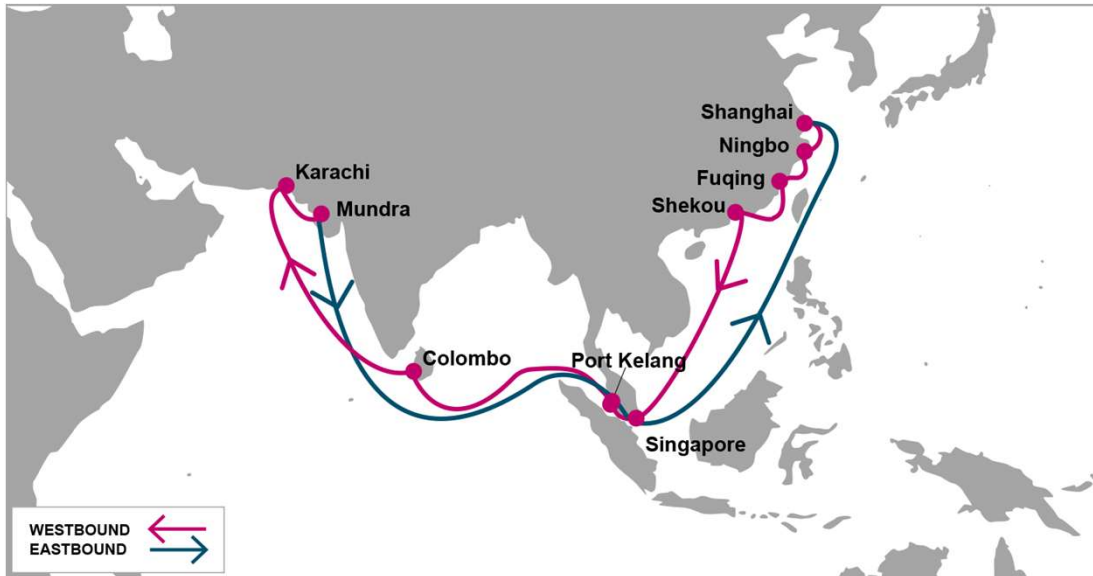 Shanghai
Ningbo
Karachi
Fuqing
Mundra
Shekou
Colombo
Port Kelang
Singapore
WESTBOUND
EASTBOUND